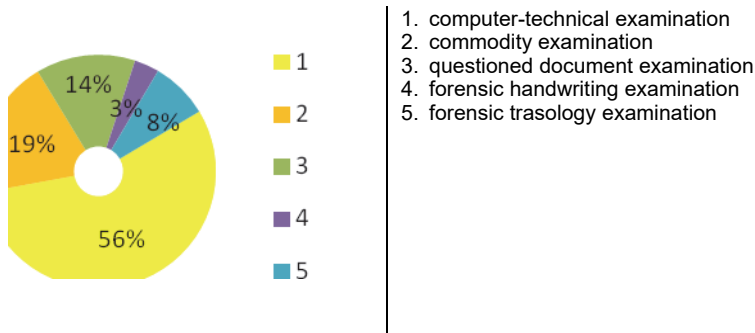 14%
3%
8%
19%
56%
1
2
3
4
5
1. computer-technical examination
2. commodity examination
3. questioned document examination
4. forensic handwriting examination
5. forensic trasology examination